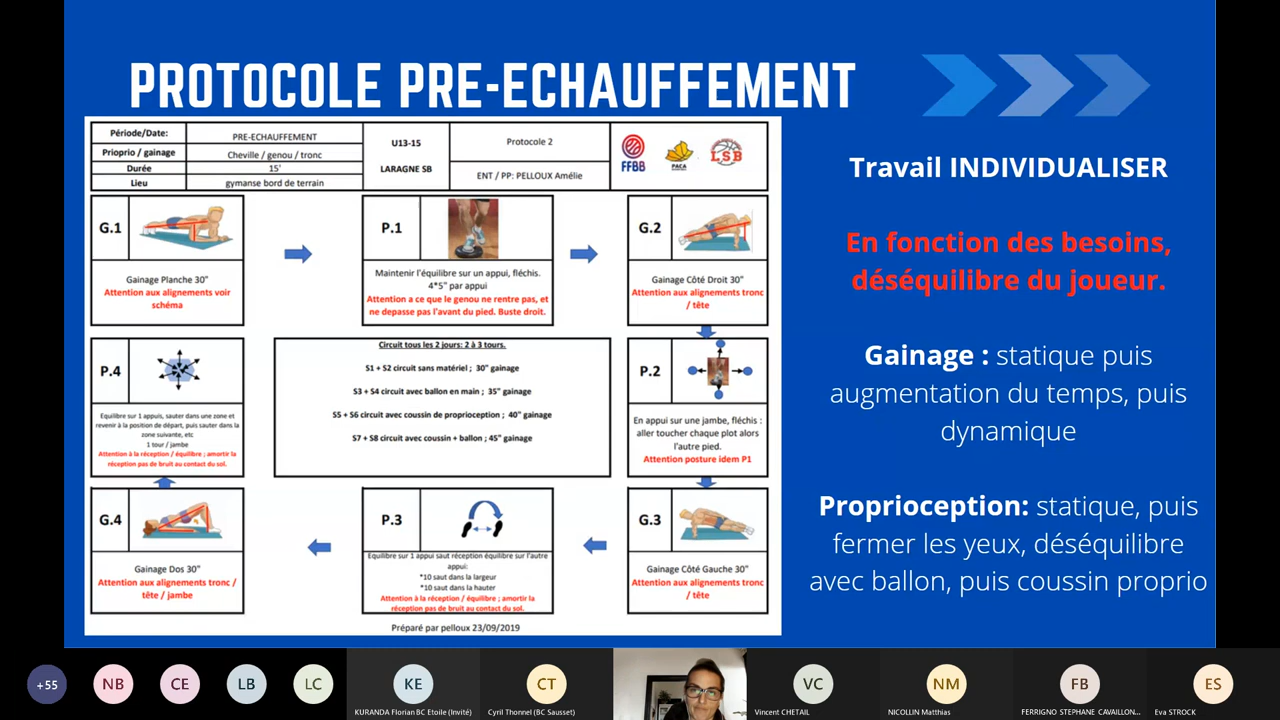 PROTOCOLE PRE-ECHAUFFEMENT
Période/Date:
PRE-ECHAUFFEMENT
Prioprio / gainage
Cheville / genou / tronc
Durée
15'
Lieu
gymanse bord de terrain
U13-15
LARAGNE SB
Protocole 2
ENT / PP: PELLOUX Amélie
FFBB
PACA
LSB
G.1
Gainage Planche 30"
Attention aux alignements voir
schéma
P.1
Maintenir l'équilibre sur un appui, fléchis.
4*5" par appui
Attention a ce que le genou ne rentre pas, et
ne depasse pas l'avant du pied. Buste droit.
G.2
Gainage Côté Droit 30"
Attention aux alignements tronc
/ tête
P.4
Equilibre sur 1 appuis, sauter dans une zone et
revenir à la position de départ, puis sauter dans la
zone suivante, etc
1 tour / jambe
Attention à la réception / équilibre ; amortir la
réception pas de bruit au contact du sol.
Circuit tous les 2 jours: 2 à 3 tours.
S1 + S2 circuit sans matériel ; 30" gainage
S3 + S4 circuit avec ballon en main ; 35" gainage
S5 + S6 circuit avec coussin de proprioception ; 40" gainage
S7 + S8 circuit avec coussin + ballon ; 45" gainage
P.2
En appui sur une jambe, fléchis :
aller toucher chaque plot alors
l'autre pied.
Attention posture idem P1
G.4
Gainage Dos 30"
Attention aux alignements tronc /
tête / jambe
P.3
Equilibre sur 1 appui saut réception équilibre sur l'autre
appui:
*10 saut dans la largeur
*10 saut dans la hauter
Attention à la réception / équilibre ; amortir la
réception pas de bruit au contact du sol.
G.3
Gainage Côté Gauche 30"
Attention aux alignements tronc
/ tête
Préparé par pelloux 23/09/2019
Travail INDIVIDUALISER
En fonction des besoins,
déséquilibre du joueur.
Gainage : statique puis
augmentation du temps, puis
dynamique
Proprioception: statique, puis
fermer les yeux, déséquilibre
avec ballon, puis coussin proprio
+55
NB
CE
LB
LC
KE
KURANDA Florian BC Etoile (Invité)
CT
Cyril Thonnel (BC Sausset)
VC
Vincent CHETAIL
NM
NICOLLIN Matthias
FB
FERRIGNO STEPHANE CAVAILLON...
ES
Eva STROCK